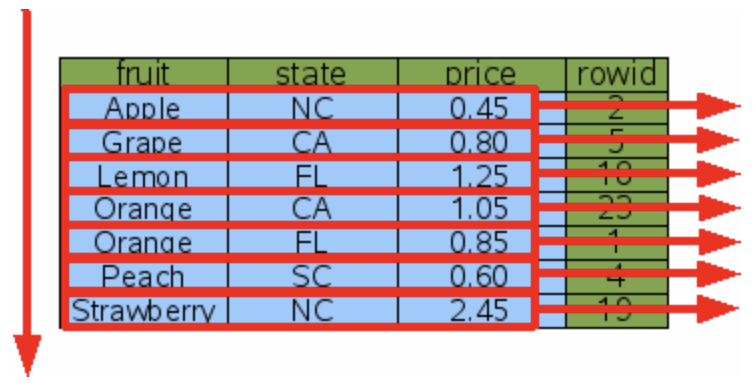 fruit state price rowid
Apple NC 0.45 2
Grape CA 0.80 5
Lemon FL 1.25 18
Orange CA 1.05 23
Orange FL 0.85 1
Peach SC 0.60 4
Strawberry NC 2.45 19